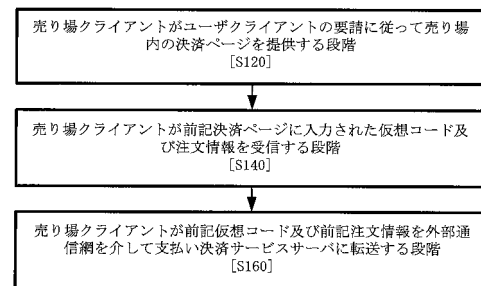 売り場クライアントがユーザクライアントの要請に従って売り場
内の決済ページを提供する段階
[S120]
売り場クライアントが前記決済ページに入力された仮想コード及
び注文情報を受信する段階
[S140]
売り場クライアントが前記仮想コード及び前記注文情報を外部通
信網を介して支払い決済サービスサーバに転送する段階
[S160]